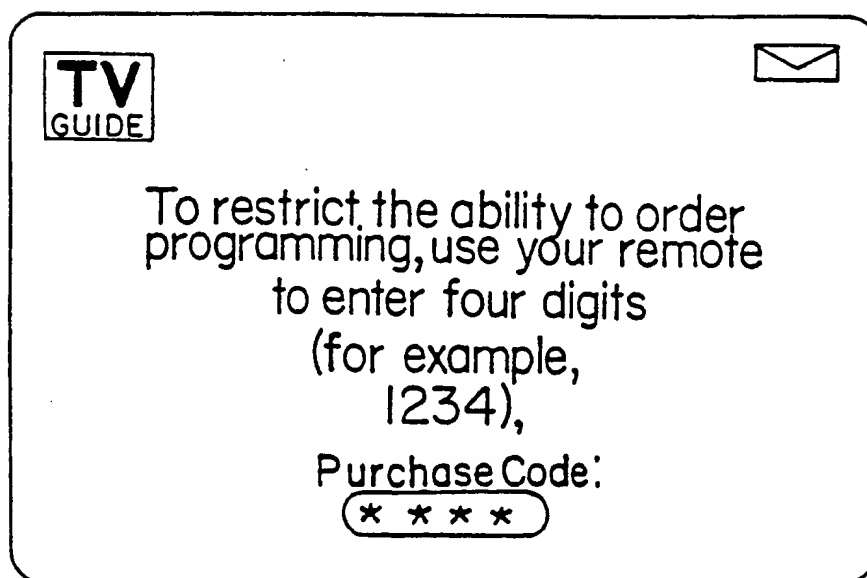 TV
GUIDE
To restrict the ability to order
programming, use your remote
to enter four digits
(for example,
1234),
Purchase Code:
* * * *